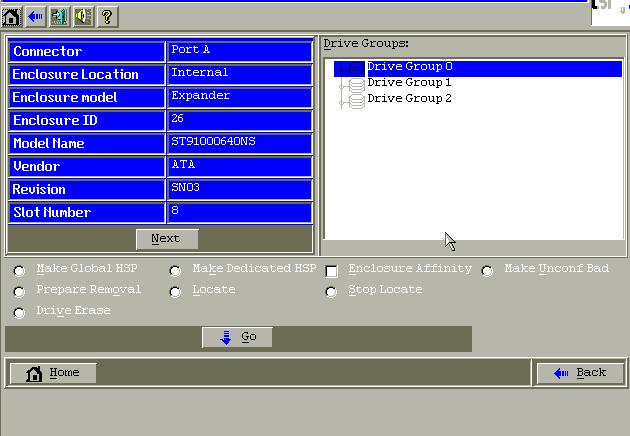 Connector Port A
Enclosure Location Internal
Enclosure model Expander
Enclosure ID 26
Model Name ST91000640NS
Vendor ATA
Revision SN03
Slot Number 8
Next
Drive Groups:
Drive Group 0
Drive Group 1
Drive Group 2
Make Global HSP Make Dedicated HSP Enclosure Affinity Make Unconf Bad
Prepare Removal Locate Stop Locate
Drive Erase
Go
Home Back